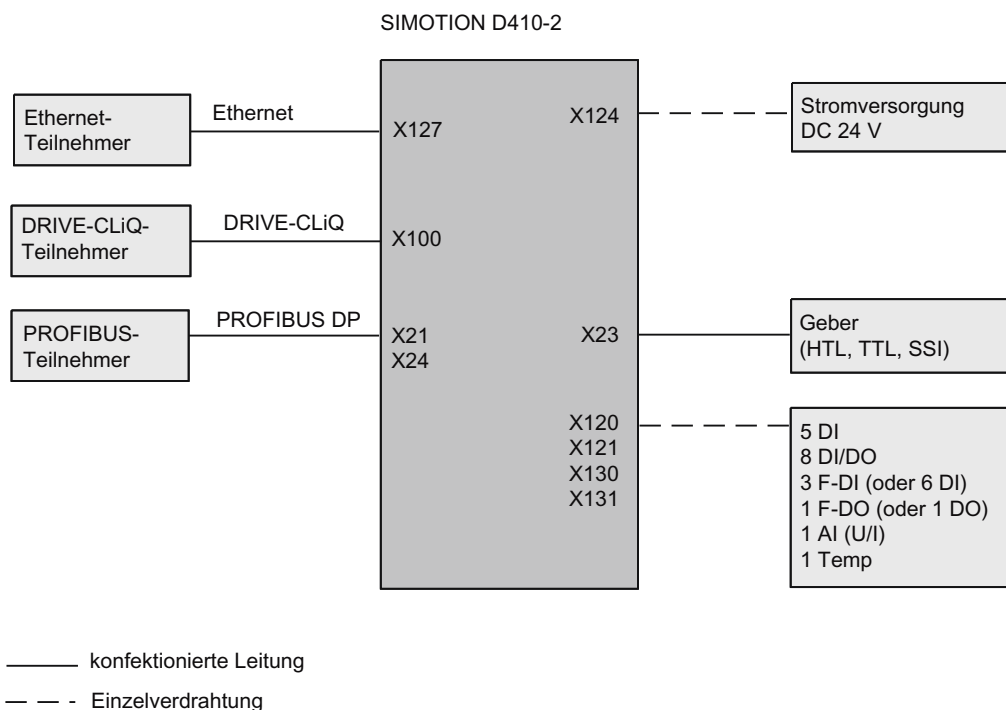 SIMOTION D410-2
Ethernet-
Teilnehmer
Ethernet
X127
X124
Stromversorgung
DC 24 V
DRIVE-CLiQ-
Teilnehmer
DRIVE-CLiQ
X100
PROFIBUS-
Teilnehmer
PROFIBUS DP
X21
X24
X23
Geber
(HTL, TTL, SSI)
X120
X121
X130
X131
5 DI
8 DI/DO
3 F-DI (oder 6 DI)
1 F-DO (oder 1 DO)
1 AI (U/I)
1 Temp
konfektionierte Leitung
Einzelverdrahtung